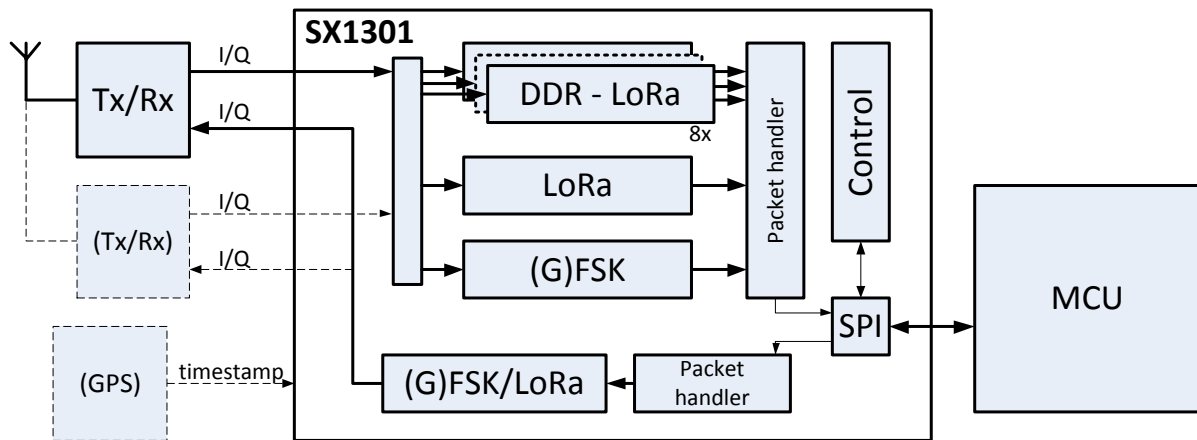 SX1301
I/Q
Tx/Rx
I/Q
DDR - LoRa
8x
Packet handler
Control
LoRa
I/Q
(Tx/Rx)
I/Q
(G)FSK
MCU
SPI
(GPS)
timestamp
(G)FSK/LoRa
Packet
handler